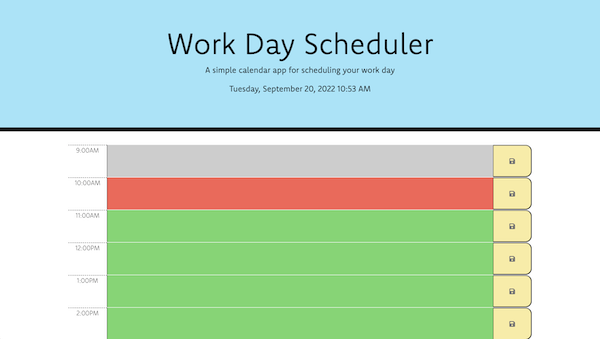 Work Day Scheduler
A simple calendar app for scheduling your work day
Tuesday, September 20, 2022 10:53 AM
9:00AM
10:00AM
11:00AM
12:00PM
1:00PM
2:00PM